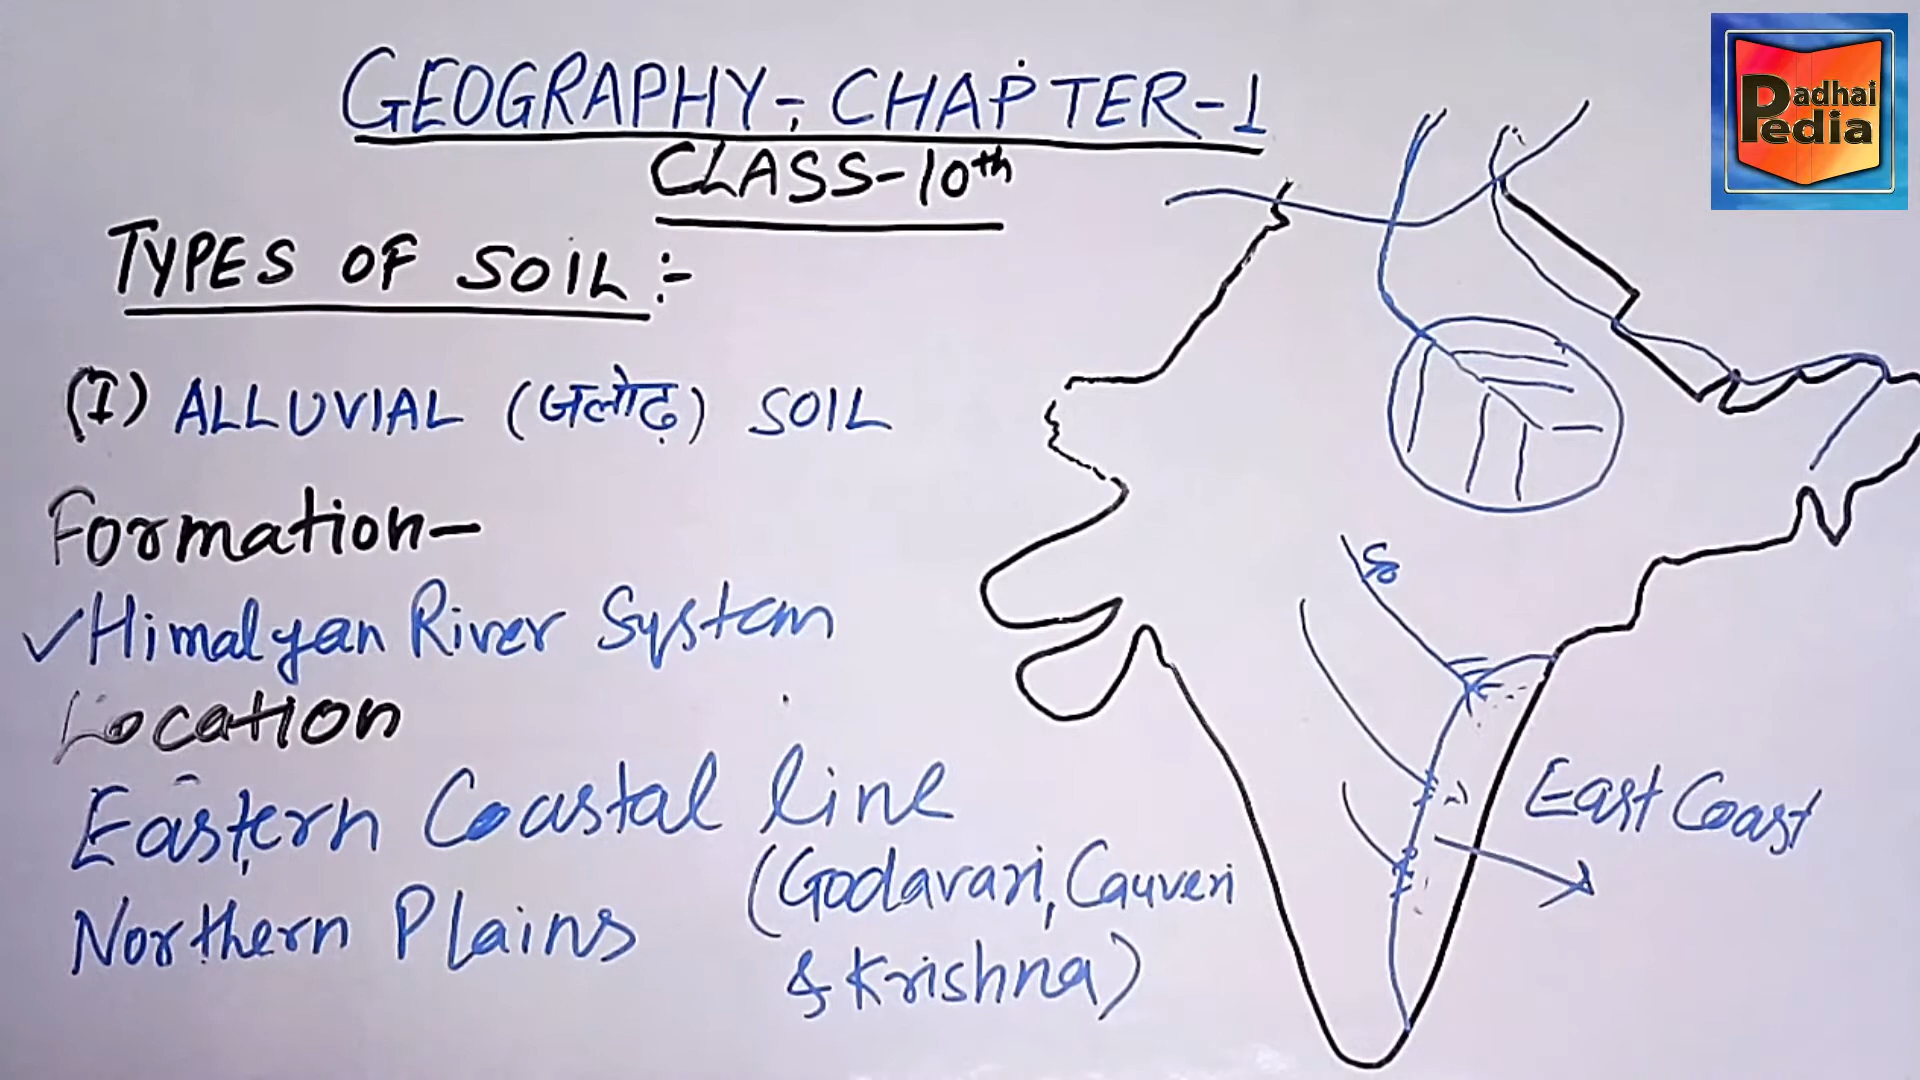 GEOGRAPHY:- CHAPTER-1
CLASS-10th
TYPES OF SOIL:-
(I) ALLUVIAL (जलोढ़) SOIL
Formation-
✓Himalyan River System
Location
Eastern Coastal line
(Godavari, Cauveri
& Krishna)
Northern Plains
East Coast
Padhai
Pedia